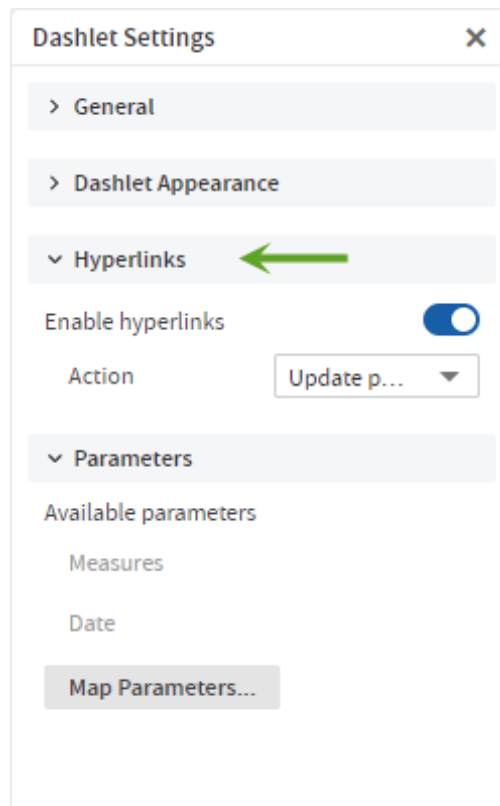 Dashlet Settings
General
Dashlet Appearance
Hyperlinks
Enable hyperlinks
Action Update p...
Parameters
Available parameters
Measures
Date
Map Parameters...